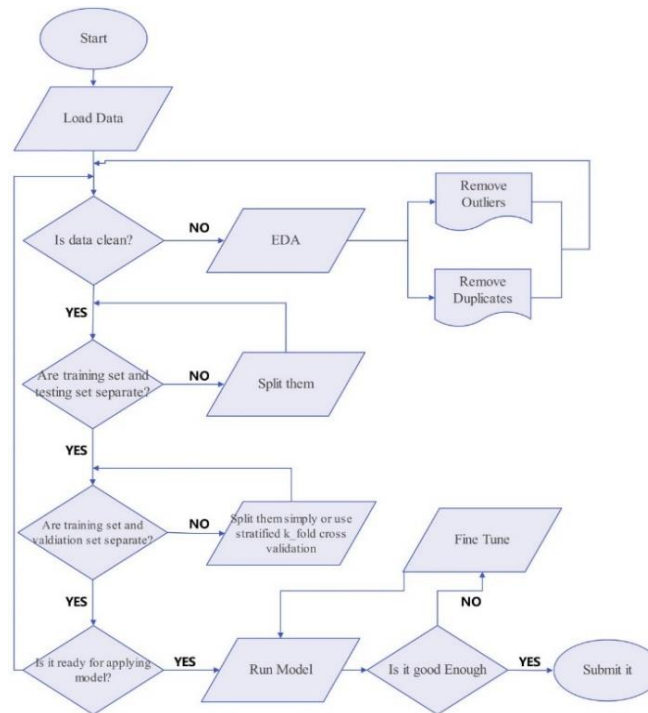 Start
Load Data
Remove
Outliers
Is data clean?
NO
EDA
Remove
Duplicates
YES
Are training set and
testing set separate?
NO
Split them
YES
Are training set and
valdiation set separate?
NO
Split them simply or use
stratified k_fold cross
validation
Fine Tune
YES
NO
Is it ready for applying
model?
YES
Run Model
Is it good Enough
YES
Submit it